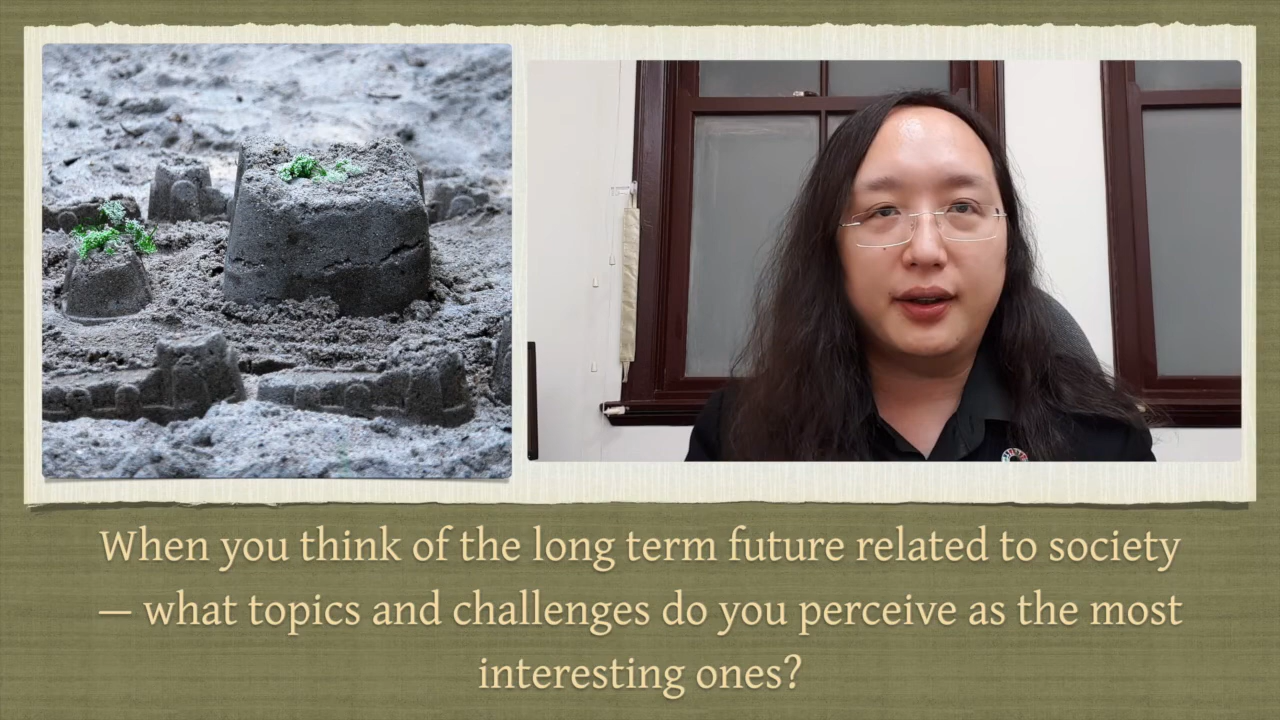 When you think of the long term future related to society
— what topics and challenges do you perceive as the most
interesting ones?